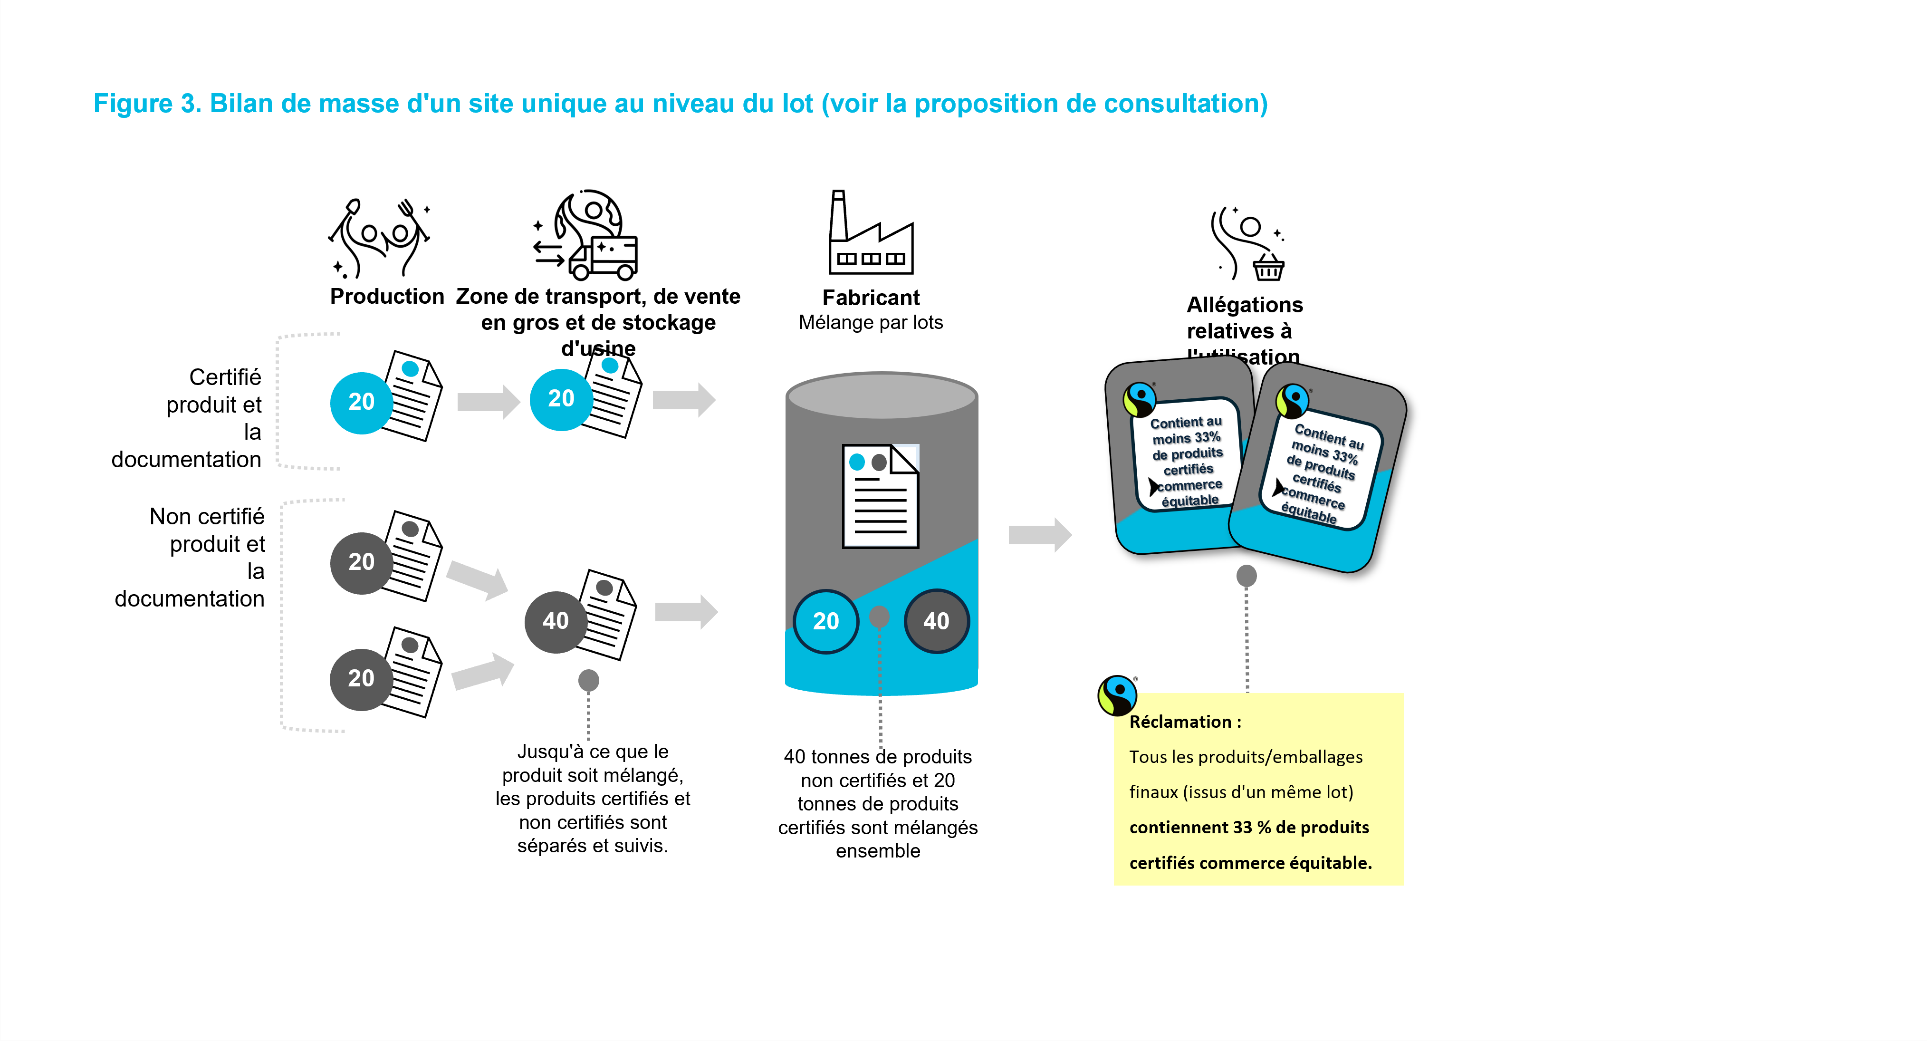 Figure 3. Bilan de masse d'un site unique au niveau du lot (voir la proposition de consultation)
Production
Zone de transport, de vente
en gros et de stockage
d'usine
Fabricant
Mélange par lots
Allégations
relatives à
l'utilisation
Certifié
produit et
la
documentation
20
20
Non certifié
produit et
la
documentation
20
20
40
20
40
Contient au
moins 33%
de produits
certifiés
commerce
équitable
Contient au
moins 33%
de produits
certifiés
commerce
équitable
Jusqu'à ce que le
produit soit mélangé,
les produits certifiés et
non certifiés sont
séparés et suivis.
40 tonnes de produits
non certifiés et 20
tonnes de produits
certifiés sont mélangés
ensemble
Réclamation :
Tous les produits/emballages
finaux (issus d'un même lot)
contiennent 33 % de produits
certifiés commerce équitable.